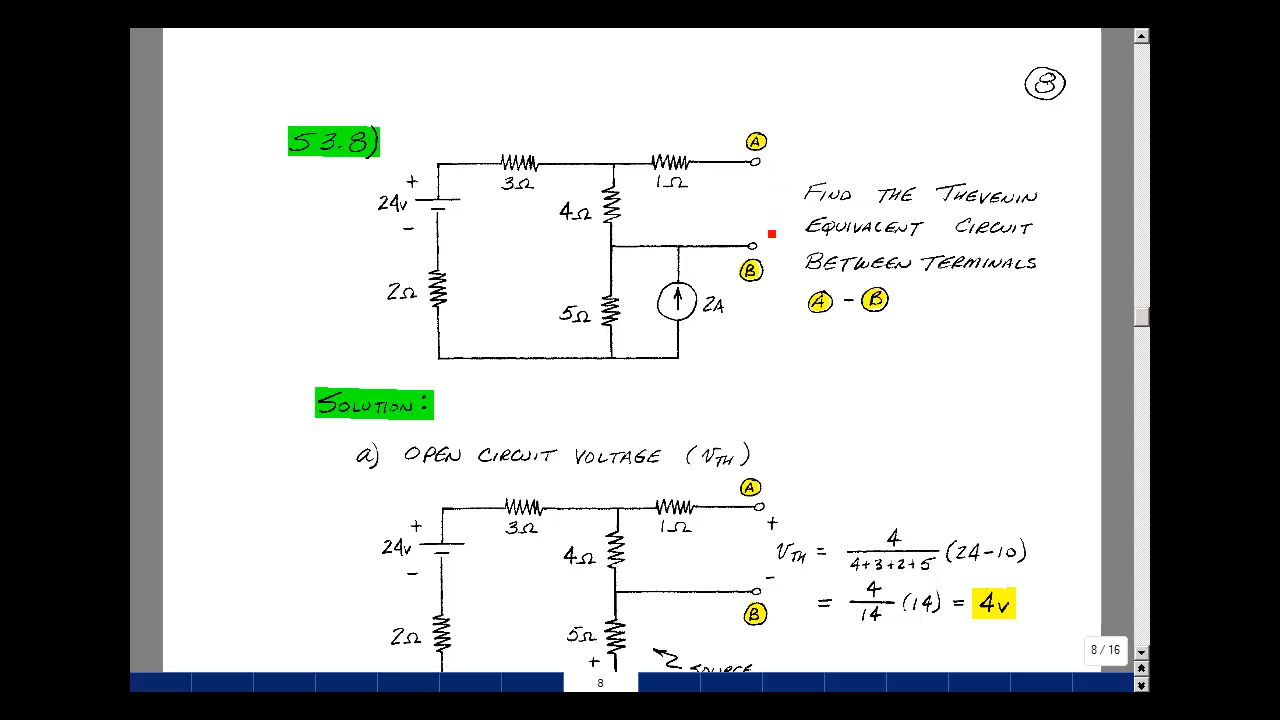 8
53.8)
A
3Ω
1Ω
+
24v
4Ω
-
B
2Ω
5Ω
2A
FIND THE THEVENIN
EQUIVALENT CIRCUIT
BETWEEN TERMINALS
A - B
SOLUTION:
a) OPEN CIRCUIT VOLTAGE (VTH)
A
3Ω
1Ω
+
+
24v
4Ω
-
-
B
2Ω
5Ω
+
SOURCE
VTH = 4/(4+3+2+5) (24-10)
= 4/14 (14) = 4v
8 / 16
8